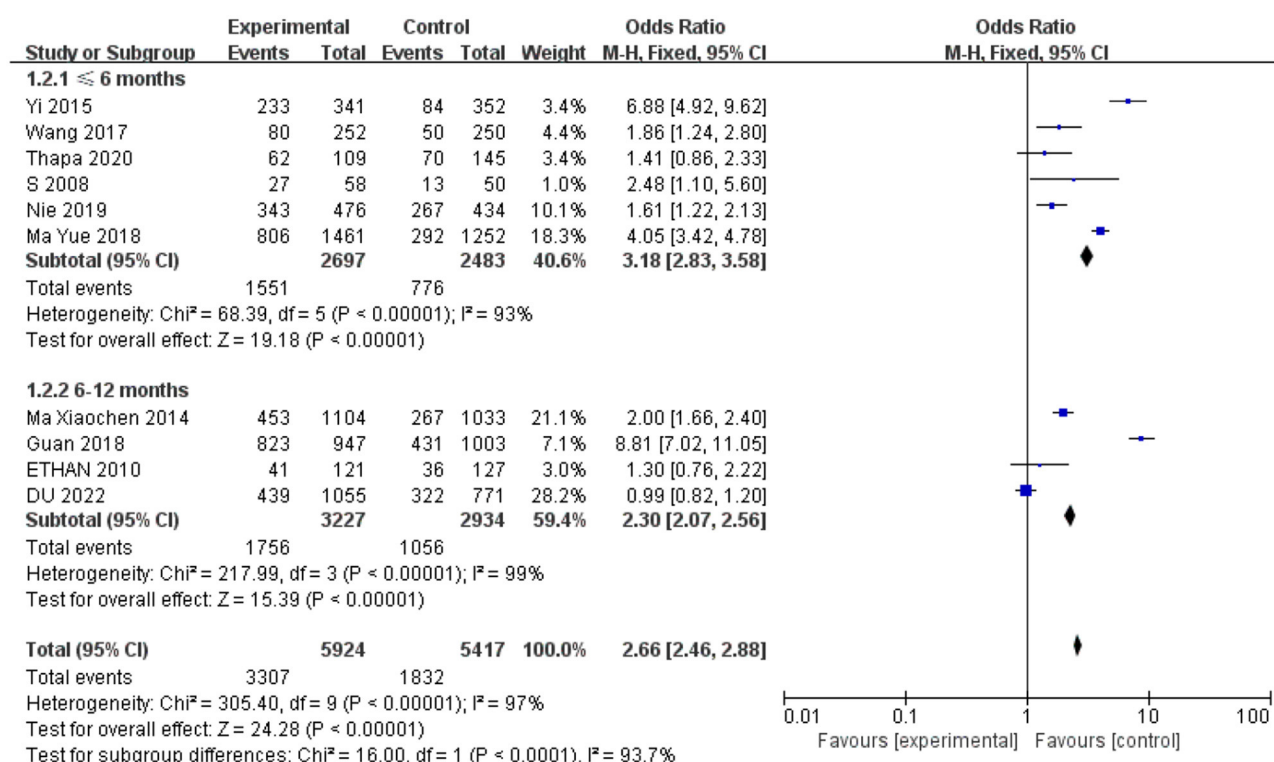 Experimental Control Odds Ratio Odds Ratio
Study or Subgroup Events Total Events Total Weight M-H, Fixed, 95% CI M-H, Fixed, 95% CI
1.2.1 ≤ 6 months
Yi 2015 233 341 84 352 3.4% 6.88 [4.92, 9.62]
Wang 2017 80 252 50 250 4.4% 1.86 [1.24, 2.80]
Thapa 2020 62 109 70 145 3.4% 1.41 [0.86, 2.33]
S 2008 27 58 13 50 1.0% 2.48 [1.10, 5.60]
Nie 2019 343 476 267 434 10.1% 1.61 [1.22, 2.13]
Ma Yue 2018 806 1461 292 1252 18.3% 4.05 [3.42, 4.78]
Subtotal (95% CI) 2697 2483 40.6% 3.18 [2.83, 3.58]
Total events 1551 776
Heterogeneity: Chi² = 68.39, df = 5 (P < 0.00001); I² = 93%
Test for overall effect: Z = 19.18 (P < 0.00001)
1.2.2 6-12 months
Ma Xiaochen 2014 453 1104 267 1033 21.1% 2.00 [1.66, 2.40]
Guan 2018 823 947 431 1003 7.1% 8.81 [7.02, 11.05]
ETHAN 2010 41 121 36 127 3.0% 1.30 [0.76, 2.22]
DU 2022 439 1055 322 771 28.2% 0.99 [0.82, 1.20]
Subtotal (95% CI) 3227 2934 59.4% 2.30 [2.07, 2.56]
Total events 1756 1056
Heterogeneity: Chi² = 217.99, df = 3 (P < 0.00001); I² = 99%
Test for overall effect: Z = 15.39 (P < 0.00001)
Total (95% CI) 5924 5417 100.0% 2.66 [2.46, 2.88]
Total events 3307 1832
Heterogeneity: Chi² = 305.40, df = 9 (P < 0.00001); I² = 97%
Test for overall effect: Z = 24.28 (P < 0.00001)
Test for subgroup differences: Chi² = 16.00, df = 1 (P < 0.0001), I² = 93.7%
0.01 0.1 1 10 100
Favours [experimental] Favours [control]